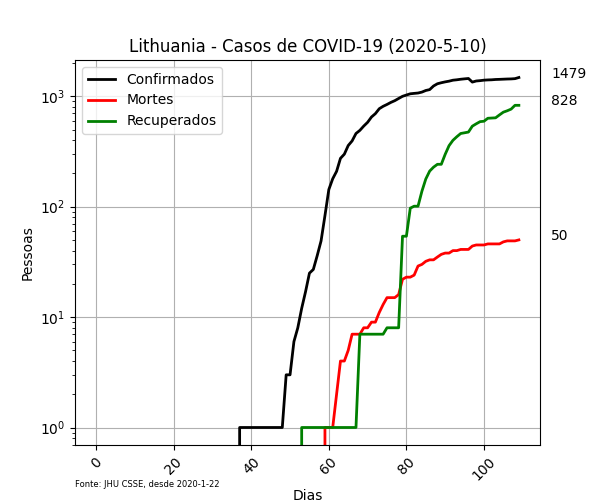 Lithuania - Casos de COVID-19 (2020-5-10)
Confirmados
Mortes
Recuperados
1479
828
50
Pessoas
10³
10²
10¹
10⁰
0
20
40
60
80
100
Dias
Fonte: JHU CSSE, desde 2020-1-22